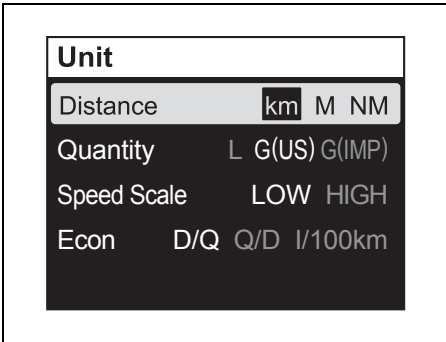 Unit
Distance km M NM
Quantity L G(US) G(IMP)
Speed Scale LOW HIGH
Econ D/Q Q/D l/100km